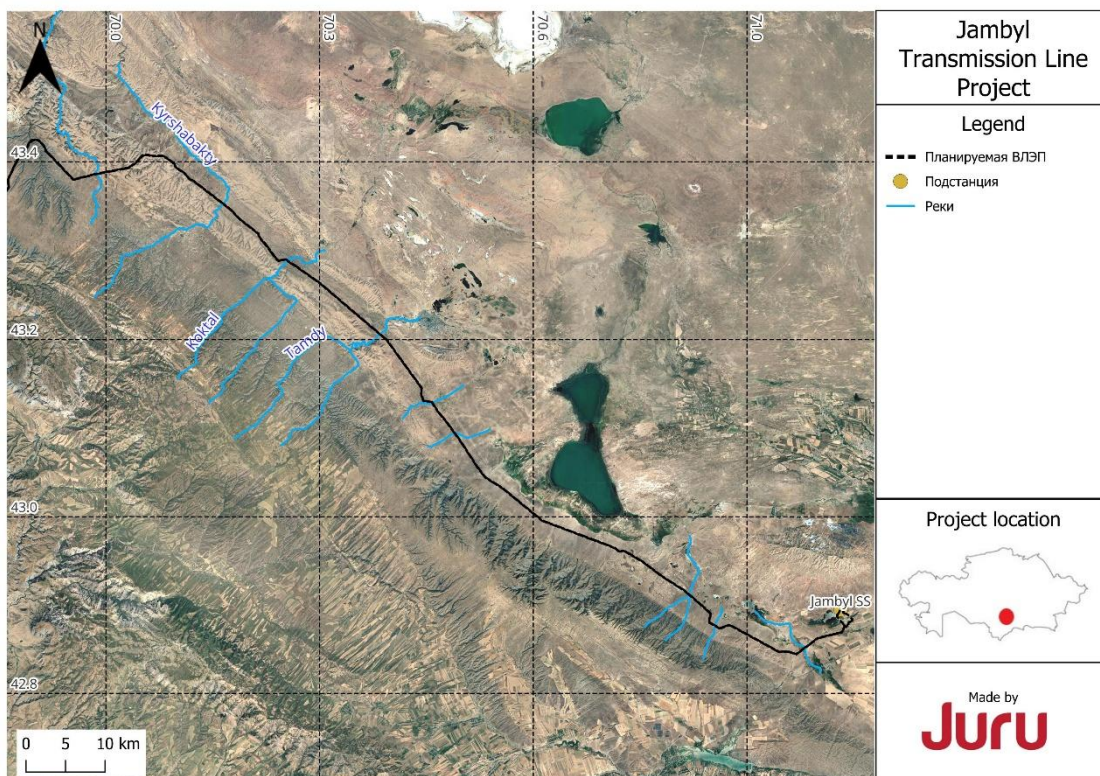 70.0
70.3
70.6
71.0
N
43.4
43.2
43.0
42.8
Kyrshabakty
Koktal
Tamdy
Jambyl SS
0 5 10 km
Jambyl
Transmission Line
Project
Legend
Планируемая ВЛЭП
Подстанция
Реки
Project location
Made by
Juru